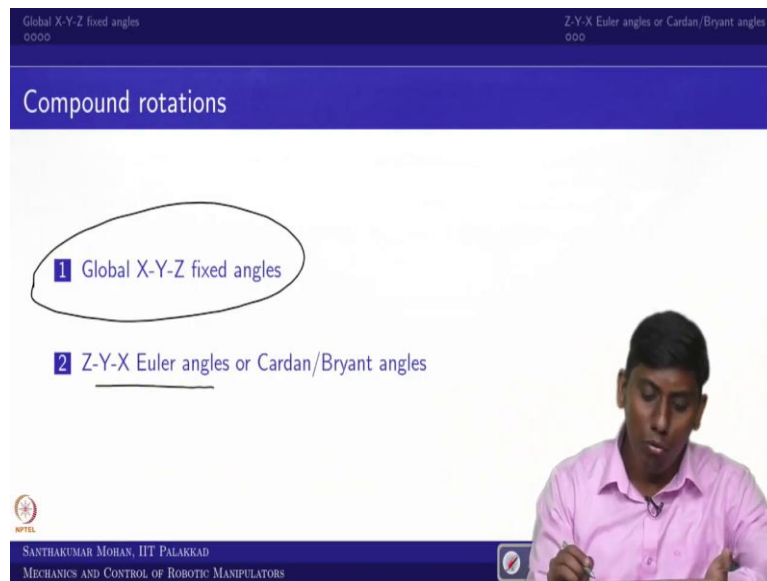 Global X-Y-Z fixed angles
Z-Y-X Euler angles or Cardan/Bryant angles
Compound rotations
1 Global X-Y-Z fixed angles
2 Z-Y-X Euler angles or Cardan/Bryant angles
NPTEL
SANTHAKUMAR MOHAN, IIT PALAKKAD
MECHANICS AND CONTROL OF ROBOTIC MANIPULATORS